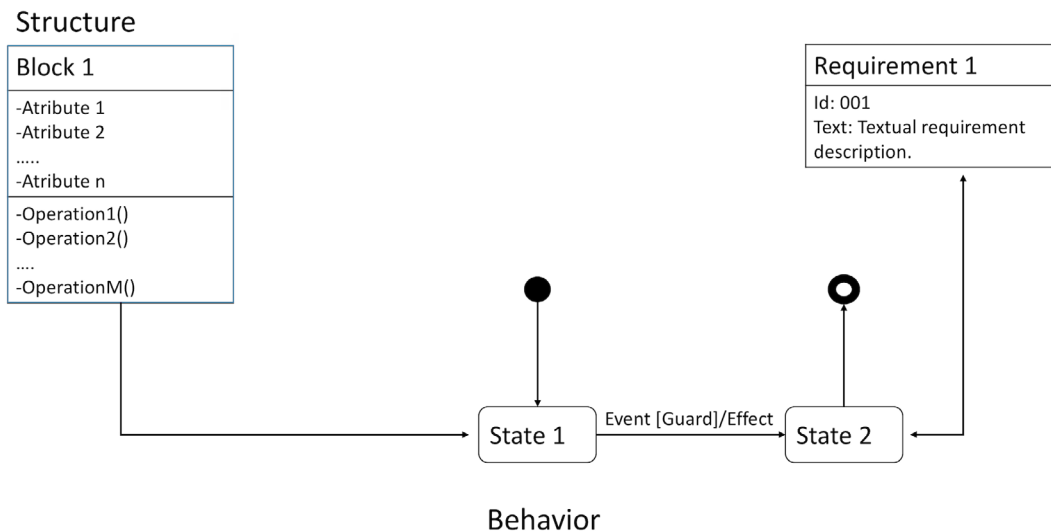 Structure
Block 1
-Atribute 1
-Atribute 2
.....
-Atribute n
-Operation1()
-Operation2()
....
-OperationM()
Requirement 1
Id: 001
Text: Textual requirement
description.
State 1
Event [Guard]/Effect
State 2
Behavior